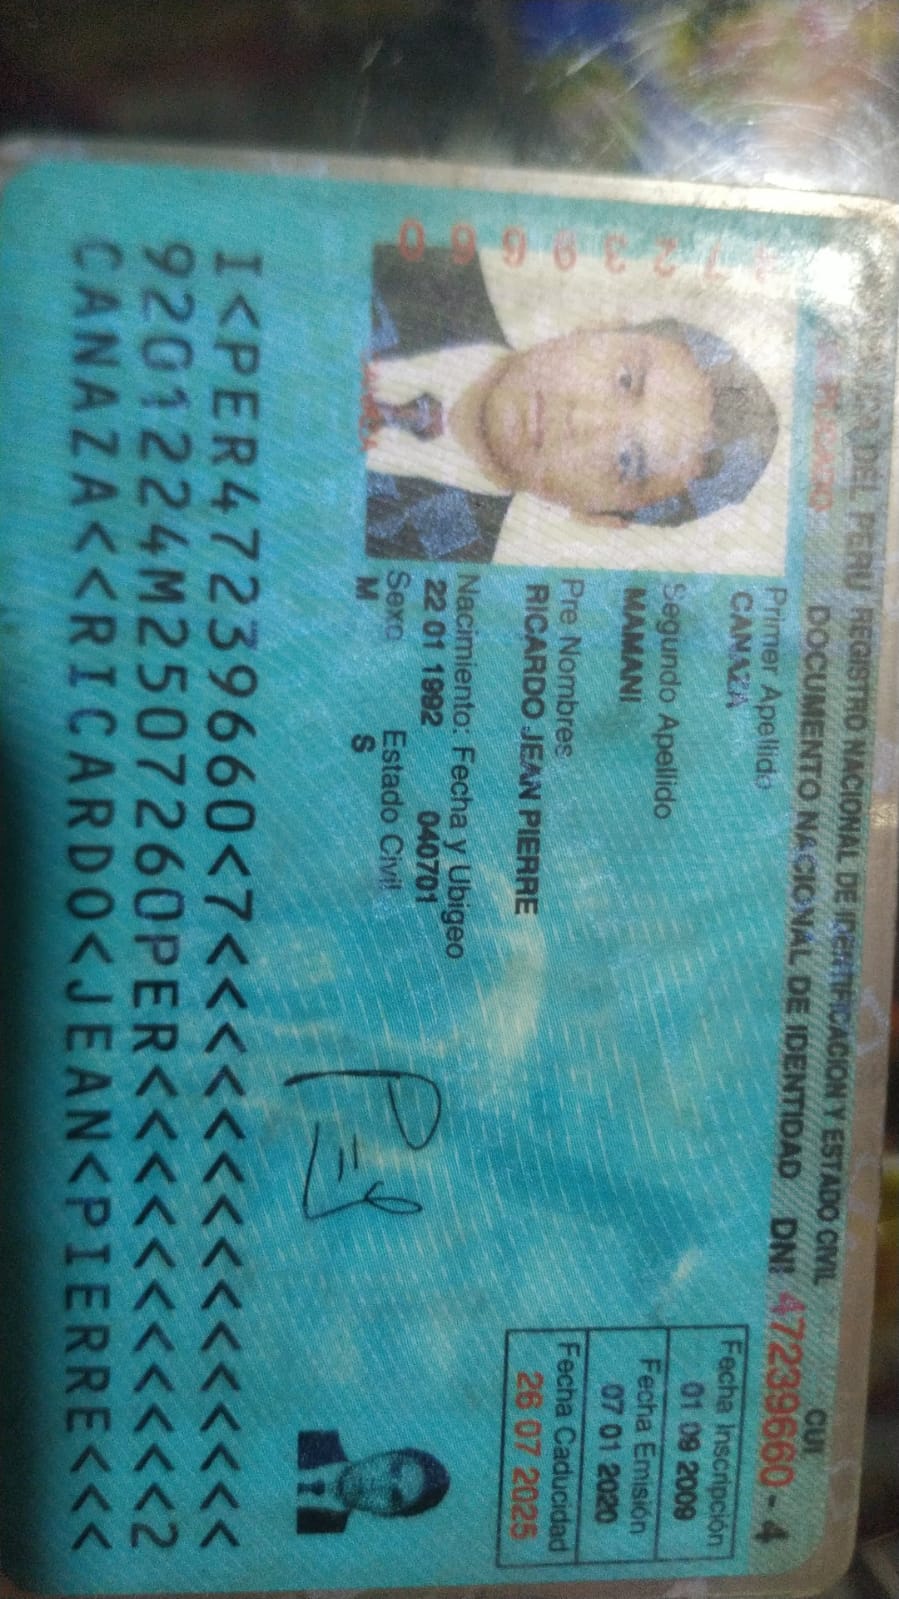 DEL PERU REGISTRO NACIONAL DE IDENTIFICACION Y ESTADO CIVIL
DOCUMENTO NACIONAL DE IDENTIDAD DNI 47239660 - 4
CUI
Primer Apellido
CANAZA
Segundo Apellido
MAMANI
Pre Nombres
RICARDO JEAN PIERRE
Nacimiento: Fecha y Ubigeo
22 01 1992 040701
Sexo Estado Civil
M S
Fecha Inscripción
01 09 2009
Fecha Emisión
07 01 2020
Fecha Caducidad
26 07 2025
I<PER47239660<7<<<<<<<<<<<<<<<
9201224M2507260PER<<<<<<<<<<<2
CANAZA<<RICARDO<JEAN<PIERRE<<<